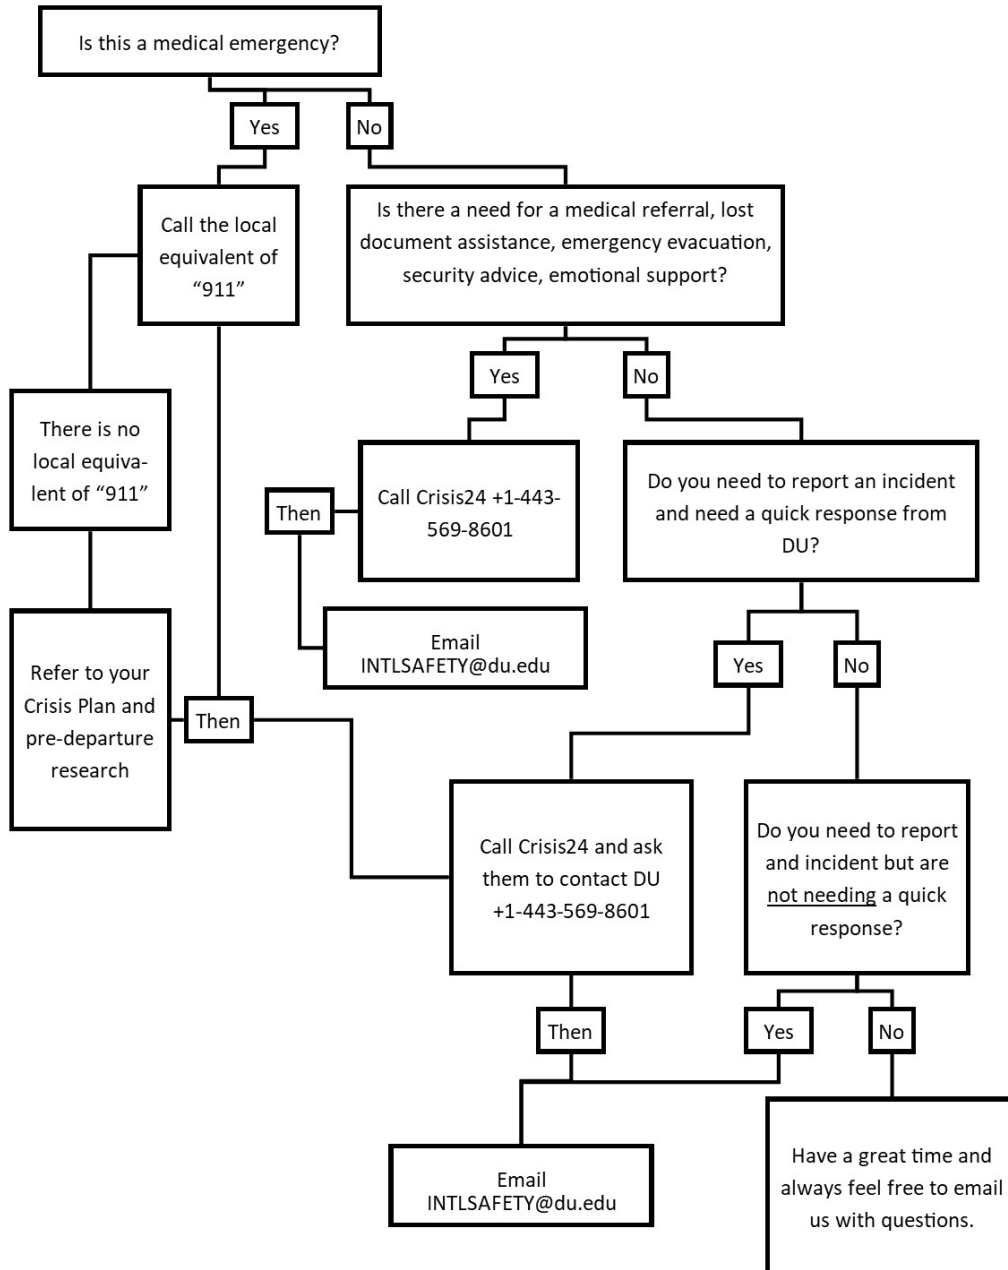 Is this a medical emergency?
Yes
No
Call the local
equivalent of
“911”
Is there a need for a medical referral, lost
document assistance, emergency evacuation,
security advice, emotional support?
Yes
No
There is no
local equiva-
lent of “911”
Then
Call Crisis24 +1-443-
569-8601
Do you need to report an incident
and need a quick response from
DU?
Email
INTLSAFETY@du.edu
Yes
No
Refer to your
Crisis Plan and
pre-departure
research
Then
Call Crisis24 and ask
them to contact DU
+1-443-569-8601
Do you need to report
and incident but are
not needing a quick
response?
Then
Yes
No
Email
INTLSAFETY@du.edu
Have a great time and
always feel free to email
us with questions.